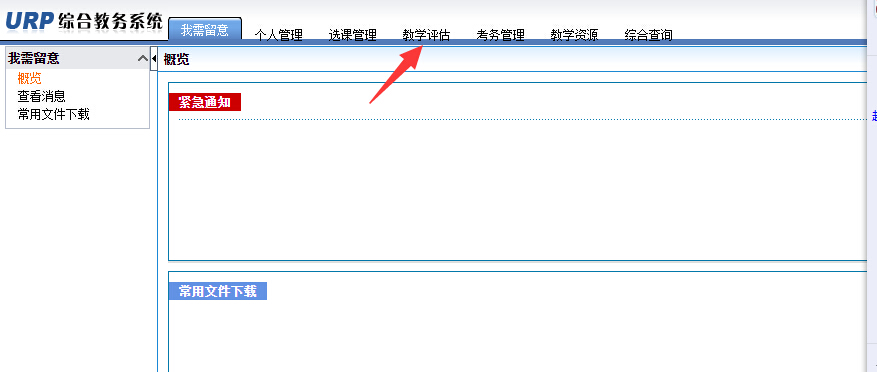 URP 综合教务系统
我需留意 个人管理 选课管理 教学评估 考务管理 教学资源 综合查询
我需留意
概览
查看消息
常用文件下载
概览
紧急通知
常用文件下载